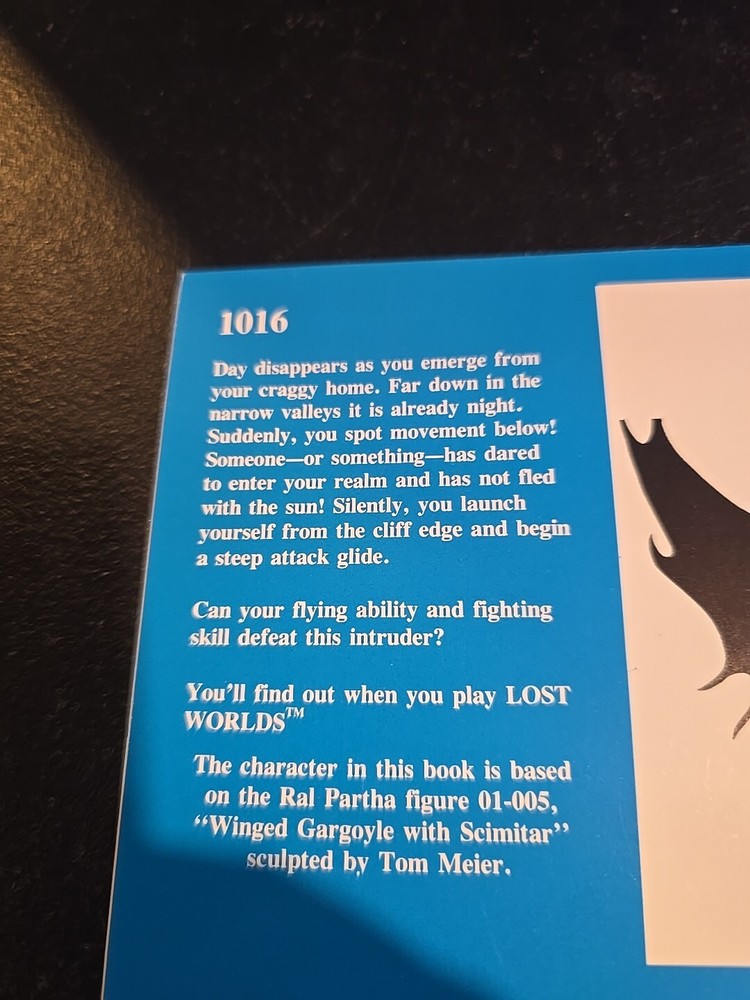 1016
Day disappears as you emerge from
your craggy home. Far down in the
narrow valleys it is already night.
Suddenly, you spot movement below!
Someone—or something—has dared
to enter your realm and has not fled
with the sun! Silently, you launch
yourself from the cliff edge and begin
a steep attack glide.
Can your flying ability and fighting
skill defeat this intruder?
You'll find out when you play LOST
WORLDS™
The character in this book is based
on the Ral Partha figure 01-005,
“Winged Gargoyle with Scimitar”
sculpted by Tom Meier.